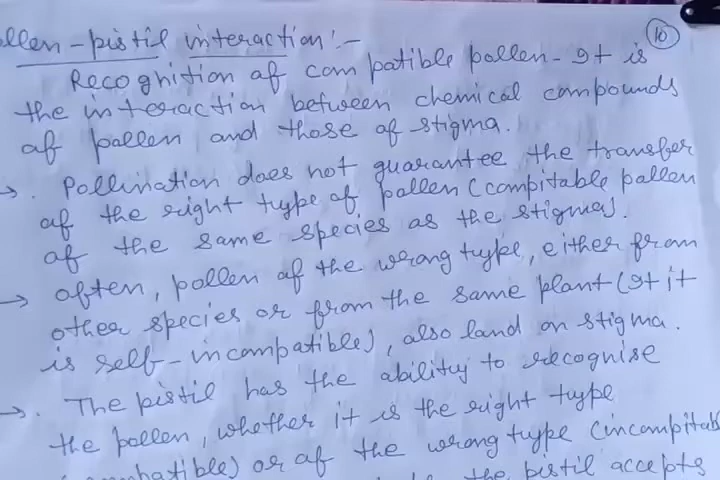 llen-pistil interaction:-
10
Recognition of compatible pollen - It is
the interaction between chemical compounds
of pollen and those of stigma.
→. Pollination does not guarantee the transfer
of the right type of pollen (compitable pollen
of the same species as the stigma).
→ often, pollen of the wrong type, either from
other species or from the same plant (It it
is self-incompatible), also land on stigma.
→. The pistil has the ability to recognise
the pollen, whether it is the right type
or of the wrong type (incompitab
the pistil accepts